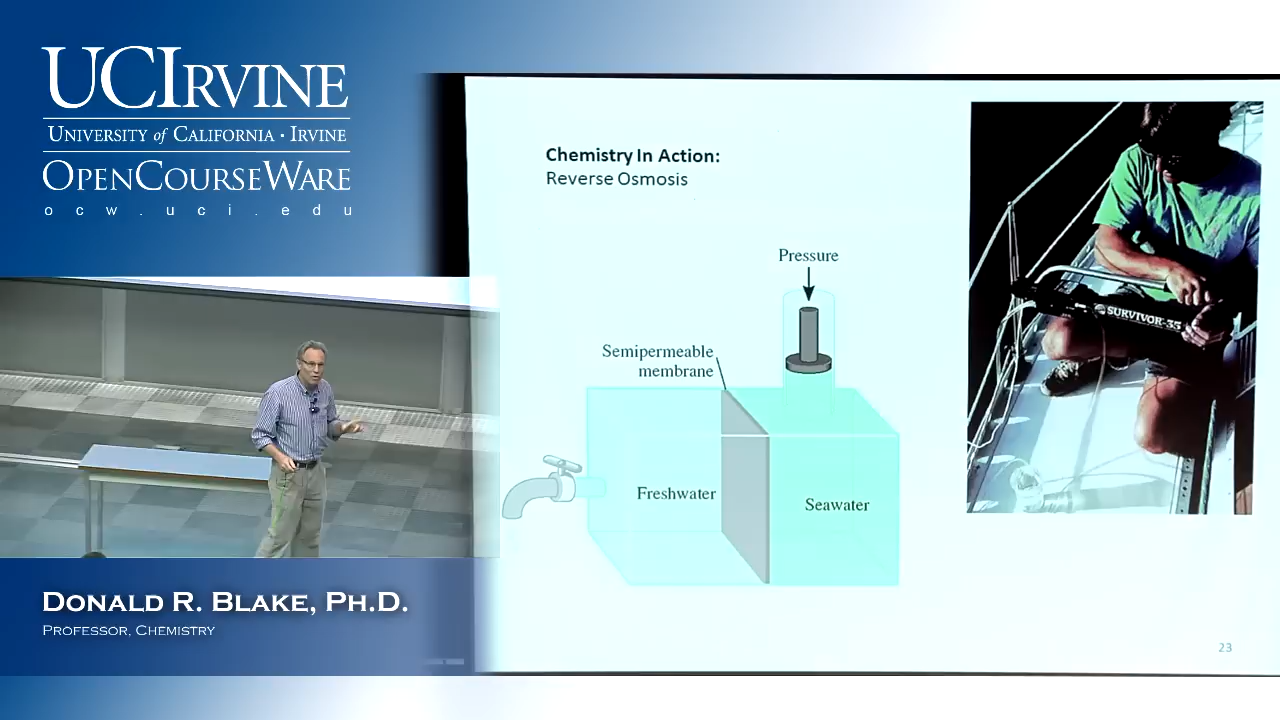 UCIRVINE
UNIVERSITY of CALIFORNIA · IRVINE
OPENCOURSEWARE
ocw.uci.edu
Chemistry In Action:
Reverse Osmosis
Pressure
Semipermeable
membrane
Freshwater
Seawater
SURVIVOR-35
DONALD R. BLAKE, PH.D.
PROFESSOR, CHEMISTRY
23